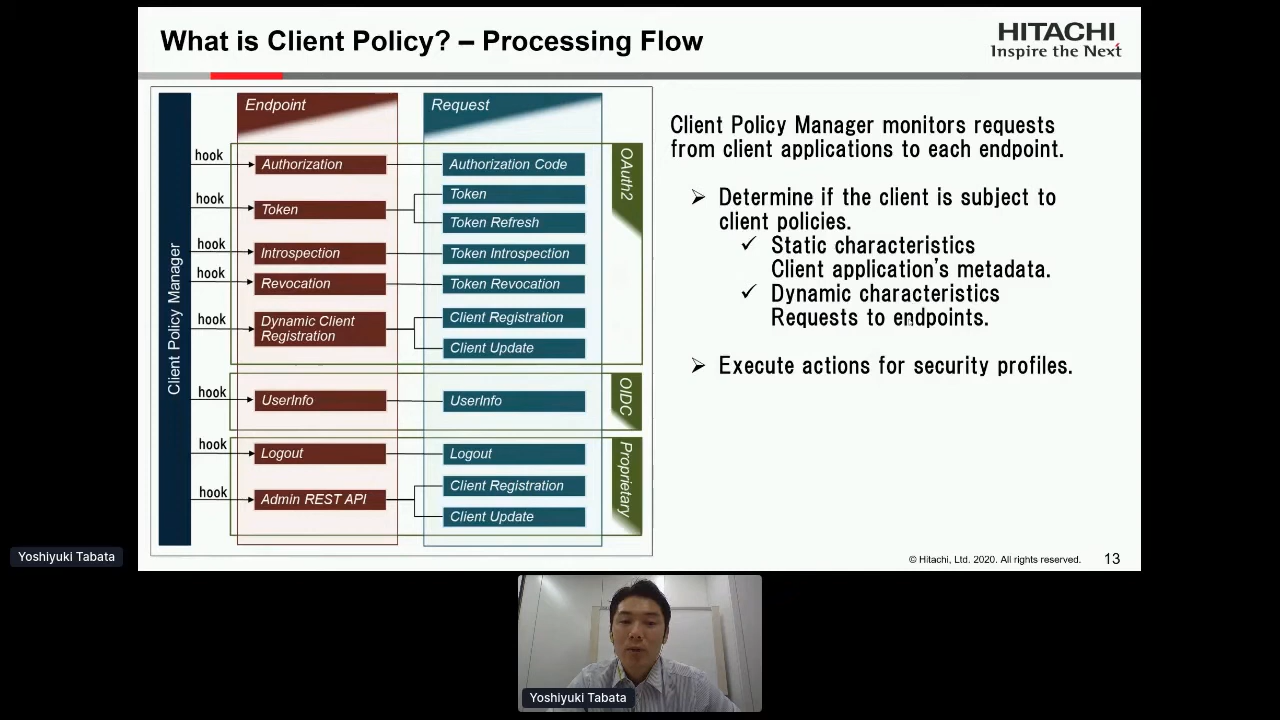 What is Client Policy? – Processing Flow
HITACHI
Inspire the Next
Endpoint
Request
Client Policy Manager
hook
Authorization
Authorization Code
OAuth2
hook
Token
Token
Token Refresh
hook
Introspection
Token Introspection
hook
Revocation
Token Revocation
hook
Dynamic Client
Registration
Client Registration
Client Update
hook
UserInfo
UserInfo
OIDC
hook
Logout
Logout
Proprietary
hook
Admin REST API
Client Registration
Client Update
Client Policy Manager monitors requests
from client applications to each endpoint.
➢ Determine if the client is subject to
client policies.
✓ Static characteristics
Client application's metadata.
✓ Dynamic characteristics
Requests to endpoints.
➢ Execute actions for security profiles.
© Hitachi, Ltd. 2020. All rights reserved.
13
Yoshiyuki Tabata
Yoshiyuki Tabata